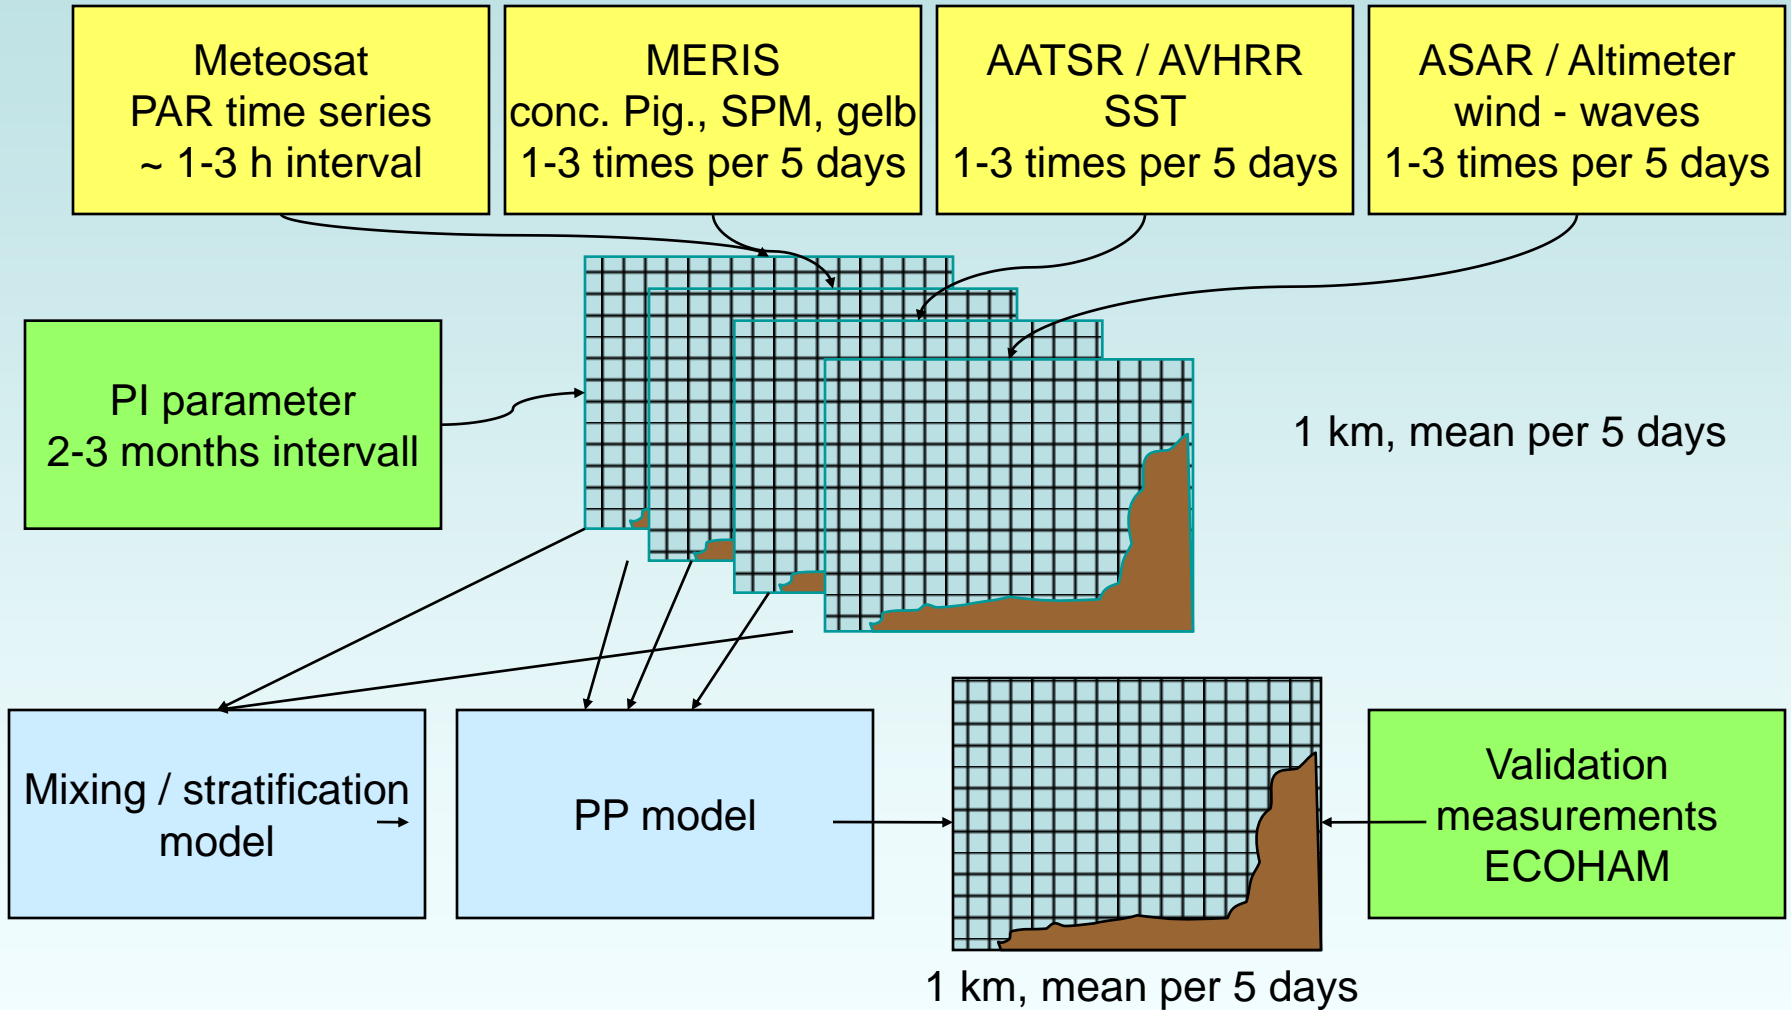 Meteosat
PAR time series
~ 1-3 h interval
MERIS
conc. Pig., SPM, gelb
1-3 times per 5 days
AATSR / AVHRR
SST
1-3 times per 5 days
ASAR / Altimeter
wind - waves
1-3 times per 5 days
PI parameter
2-3 months intervall
1 km, mean per 5 days
Mixing / stratification
model
PP model
Validation
measurements
ECOHAM
1 km, mean per 5 days